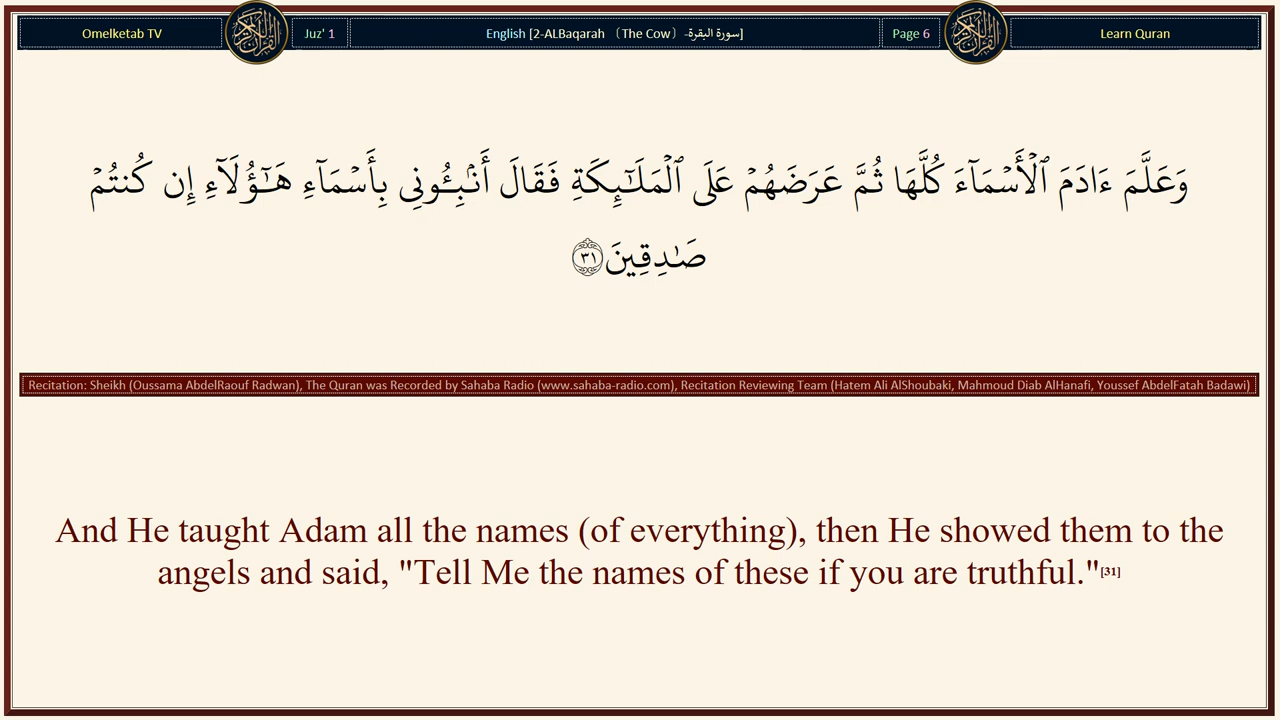 Omelketab TV
Juz' 1
English [2-ALBaqarah 〔The Cow〕 -سورة البقرة]
Page 6
Learn Quran
وَعَلَّمَ ءَادَمَ ٱلْأَسْمَآءَ كُلَّهَا ثُمَّ عَرَضَهُمْ عَلَى ٱلْمَلَـٰٓئِكَةِ فَقَالَ أَنۢبِـُٔونِى بِأَسْمَآءِ هَـٰٓؤُلَآءِ إِن كُنتُمْ
صَـٰدِقِينَ ٣١
Recitation: Sheikh (Oussama AbdelRaouf Radwan), The Quran was Recorded by Sahaba Radio (www.sahaba-radio.com), Recitation Reviewing Team (Hatem Ali AlShoubaki, Mahmoud Diab AlHanafi, Youssef AbdelFatah Badawi)
And He taught Adam all the names (of everything), then He showed them to the
angels and said, "Tell Me the names of these if you are truthful."[31]